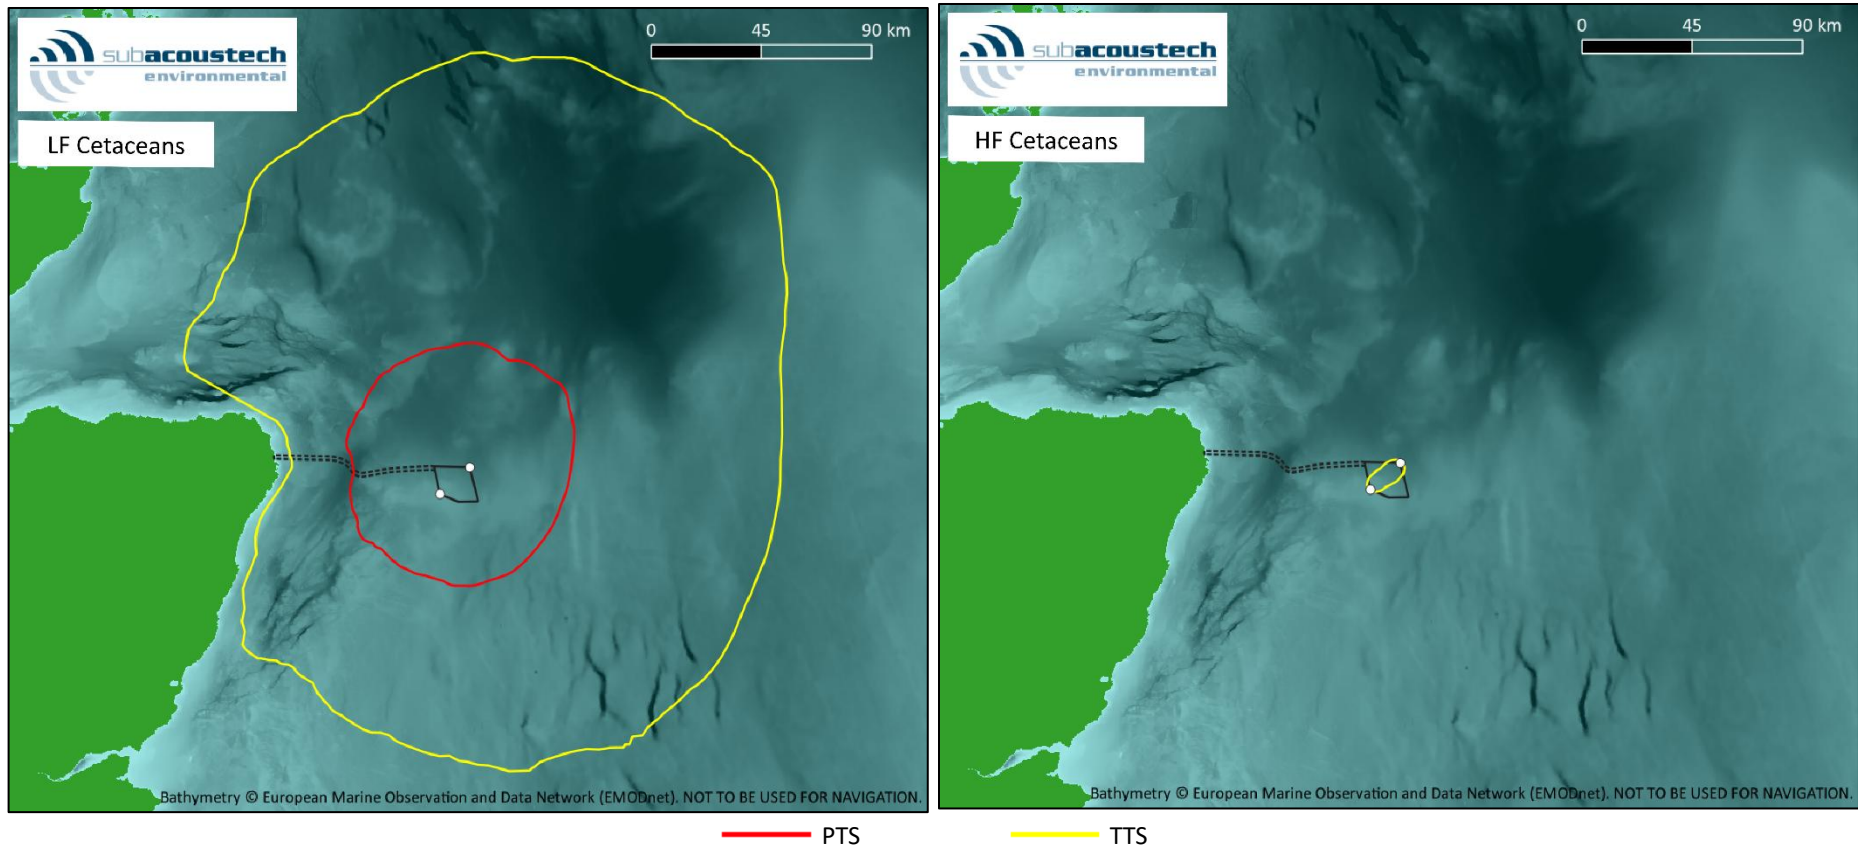 subacoustech
environmental
LF Cetaceans
0 45 90 km
Bathymetry © European Marine Observation and Data Network (EMODnet). NOT TO BE USED FOR NAVIGATION.
subacoustech
environmental
HF Cetaceans
0 45 90 km
Bathymetry © European Marine Observation and Data Network (EMODnet). NOT TO BE USED FOR NAVIGATION.
PTS TTS